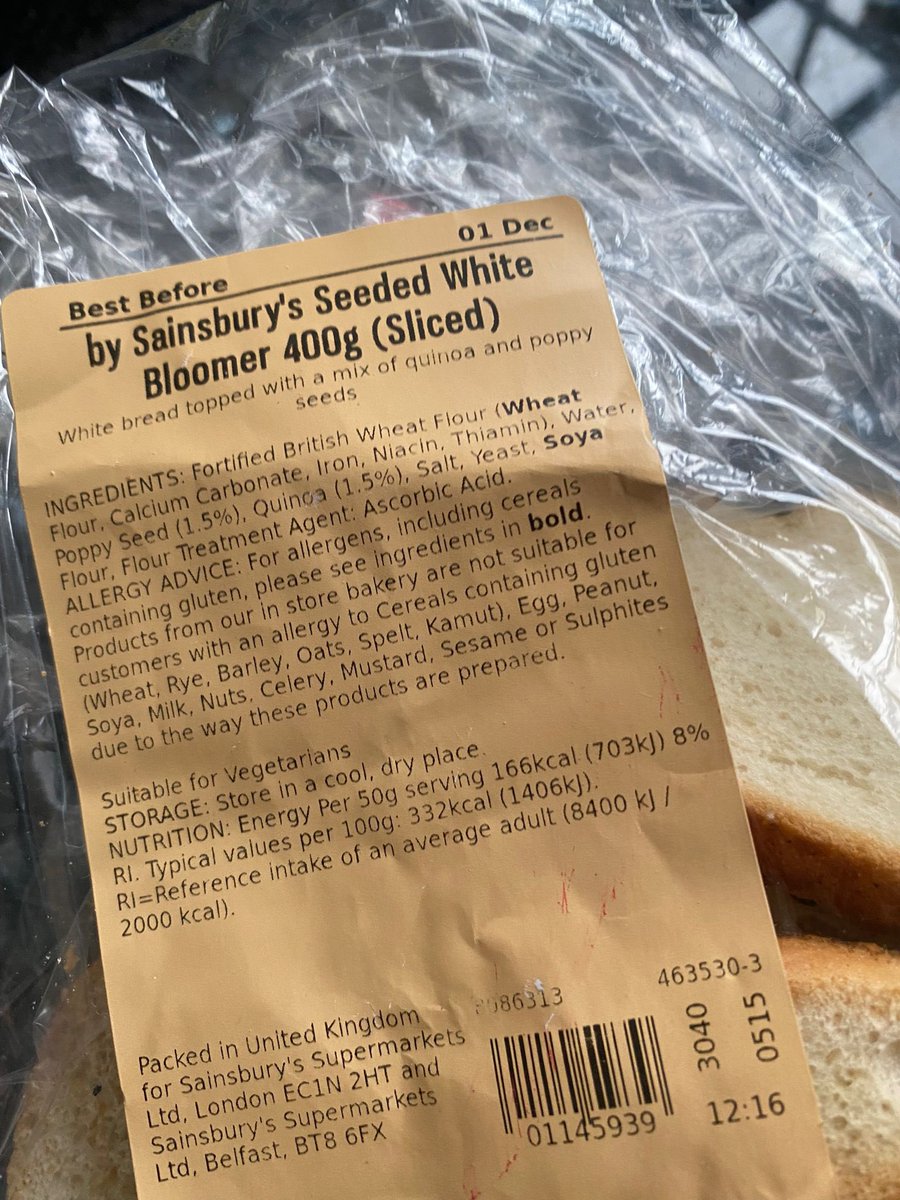 Best Before 01 Dec
by Sainsbury's Seeded White
Bloomer 400g (Sliced)
White bread topped with a mix of quinoa and poppy
seeds
INGREDIENTS: Fortified British Wheat Flour (Wheat
Flour, Calcium Carbonate, Iron, Niacin, Thiamin), Water,
Poppy Seed (1.5%), Quinoa (1.5%), Salt, Yeast, Soya
Flour, Flour Treatment Agent: Ascorbic Acid.
ALLERGY ADVICE: For allergens, including cereals
containing gluten, please see ingredients in bold.
Products from our in store bakery are not suitable for
customers with an allergy to Cereals containing gluten
(Wheat, Rye, Barley, Oats, Spelt, Kamut), Egg, Peanut,
Soya, Milk, Nuts, Celery, Mustard, Sesame or Sulphites
due to the way these products are prepared.
Suitable for Vegetarians
STORAGE: Store in a cool, dry place.
NUTRITION: Energy Per 50g serving 166kcal (703kJ) 8%
RI. Typical values per 100g: 332kcal (1406kJ).
RI=Reference intake of an average adult (8400 kJ /
2000 kcal).
Packed in United Kingdom
for Sainsbury's Supermarkets
Ltd, London EC1N 2HT and
Sainsbury's Supermarkets
Ltd, Belfast, BT8 6FX
463530-3
01145939
3040
0515
12:16